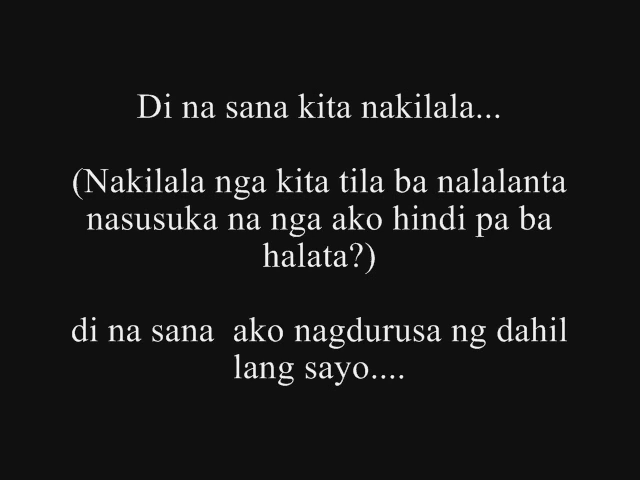 Di na sana kita nakilala...
(Nakilala nga kita tila ba nalalanta
nasusuka na nga ako hindi pa ba
halata?)
di na sana  ako nagdurusa ng dahil
lang sayo....